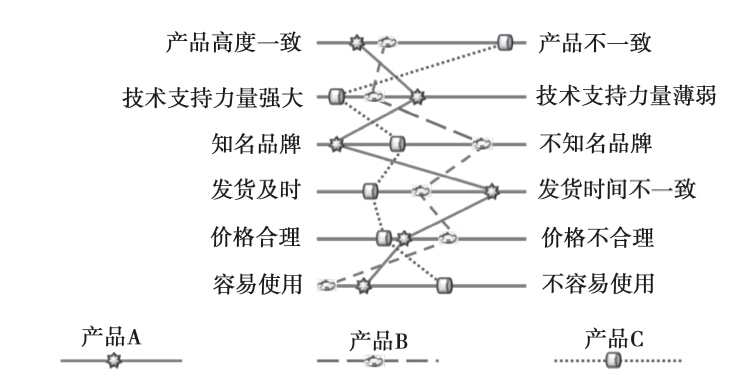 产品高度一致 产品不一致
技术支持力量强大 技术支持力量薄弱
知名品牌 不知名品牌
发货及时 发货时间不一致
价格合理 价格不合理
容易使用 不容易使用
产品A 产品B 产品C